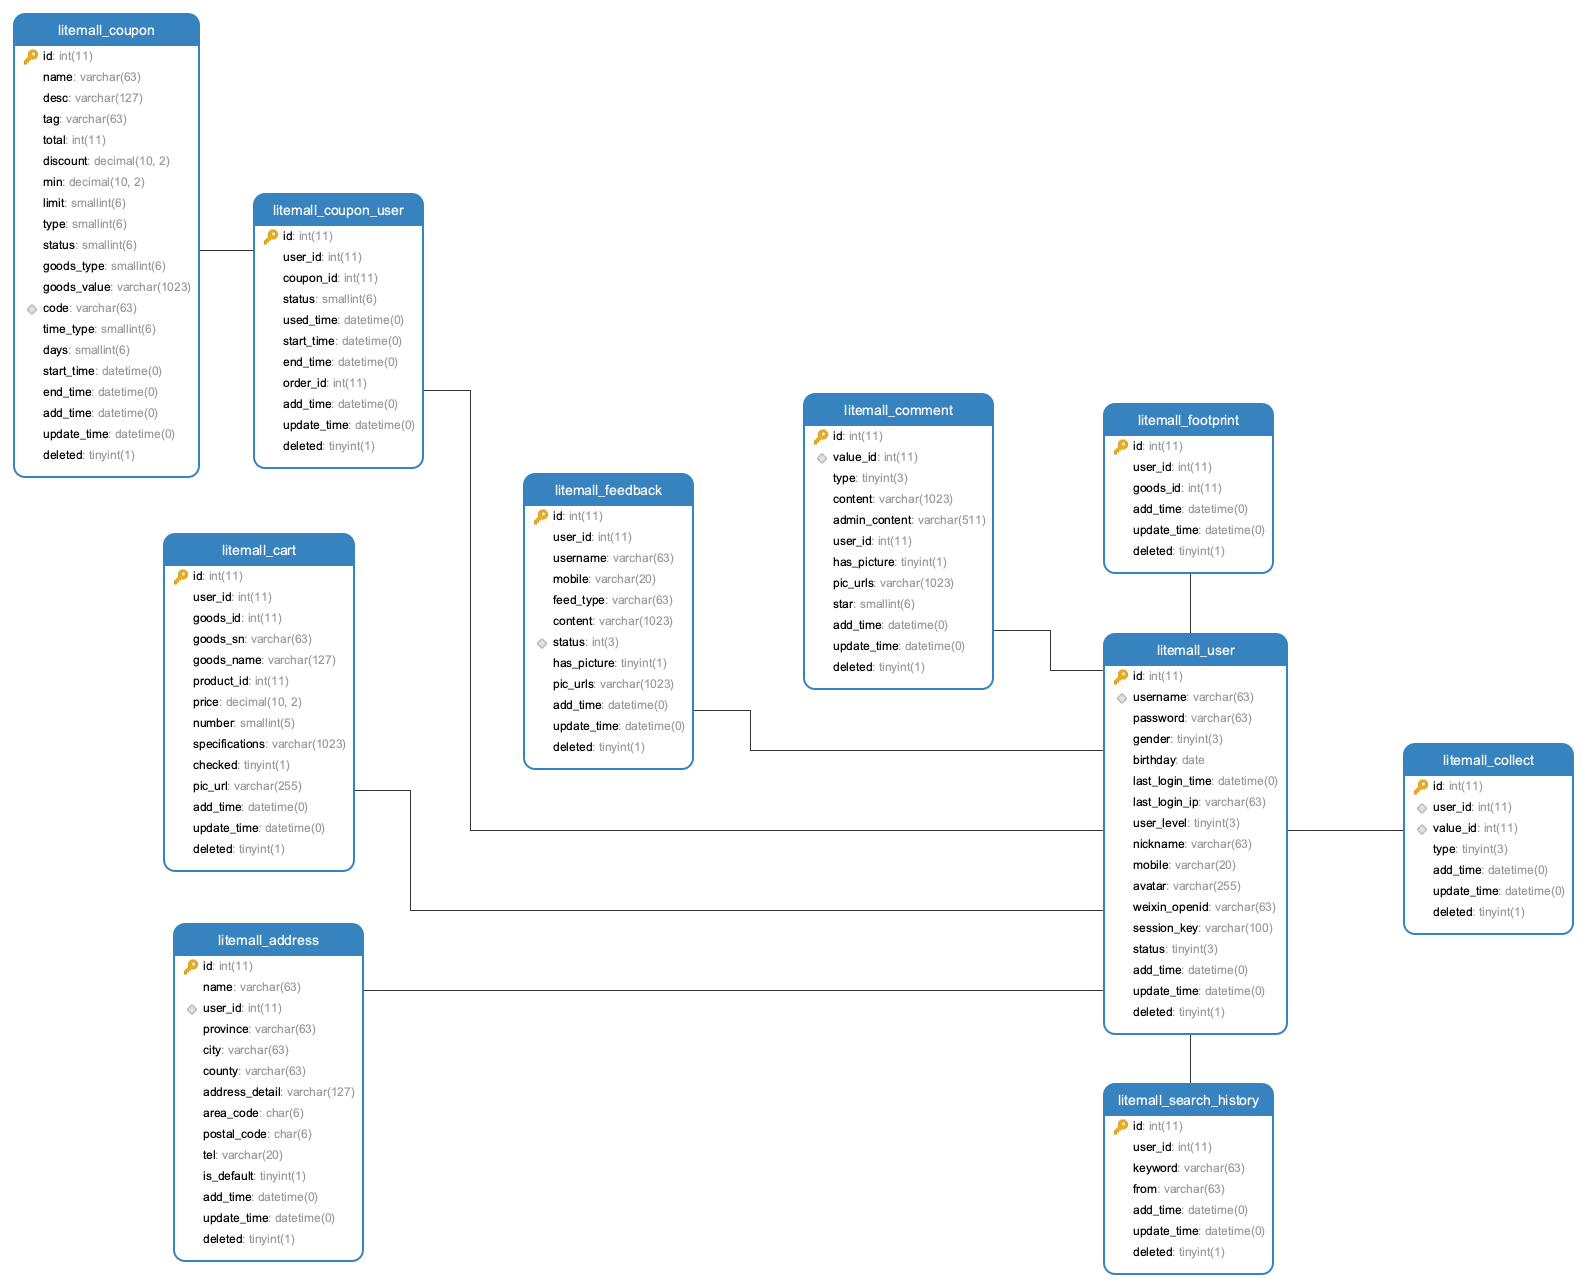 litemall_coupon
id: int(11)
name: varchar(63)
desc: varchar(127)
tag: varchar(63)
total: int(11)
discount: decimal(10, 2)
min: decimal(10, 2)
limit: smallint(6)
type: smallint(6)
status: smallint(6)
goods_type: smallint(6)
goods_value: varchar(1023)
code: varchar(63)
time_type: smallint(6)
days: smallint(6)
start_time: datetime(0)
end_time: datetime(0)
add_time: datetime(0)
update_time: datetime(0)
deleted: tinyint(1)
litemall_coupon_user
id: int(11)
user_id: int(11)
coupon_id: int(11)
status: smallint(6)
used_time: datetime(0)
start_time: datetime(0)
end_time: datetime(0)
order_id: int(11)
add_time: datetime(0)
update_time: datetime(0)
deleted: tinyint(1)
litemall_comment
id: int(11)
value_id: int(11)
type: tinyint(3)
content: varchar(1023)
admin_content: varchar(511)
user_id: int(11)
has_picture: tinyint(1)
pic_urls: varchar(1023)
star: smallint(6)
add_time: datetime(0)
update_time: datetime(0)
deleted: tinyint(1)
litemall_footprint
id: int(11)
user_id: int(11)
goods_id: int(11)
add_time: datetime(0)
update_time: datetime(0)
deleted: tinyint(1)
litemall_feedback
id: int(11)
user_id: int(11)
username: varchar(63)
mobile: varchar(20)
feed_type: varchar(63)
content: varchar(1023)
status: int(3)
has_picture: tinyint(1)
pic_urls: varchar(1023)
add_time: datetime(0)
update_time: datetime(0)
deleted: tinyint(1)
litemall_cart
id: int(11)
user_id: int(11)
goods_id: int(11)
goods_sn: varchar(63)
goods_name: varchar(127)
product_id: int(11)
price: decimal(10, 2)
number: smallint(5)
specifications: varchar(1023)
checked: tinyint(1)
pic_url: varchar(255)
add_time: datetime(0)
update_time: datetime(0)
deleted: tinyint(1)
litemall_user
id: int(11)
username: varchar(63)
password: varchar(63)
gender: tinyint(3)
birthday: date
last_login_time: datetime(0)
last_login_ip: varchar(63)
user_level: tinyint(3)
nickname: varchar(63)
mobile: varchar(20)
avatar: varchar(255)
weixin_openid: varchar(63)
session_key: varchar(100)
status: tinyint(3)
add_time: datetime(0)
update_time: datetime(0)
deleted: tinyint(1)
litemall_collect
id: int(11)
user_id: int(11)
value_id: int(11)
type: tinyint(3)
add_time: datetime(0)
update_time: datetime(0)
deleted: tinyint(1)
litemall_address
id: int(11)
name: varchar(63)
user_id: int(11)
province: varchar(63)
city: varchar(63)
county: varchar(63)
address_detail: varchar(127)
area_code: char(6)
postal_code: char(6)
tel: varchar(20)
is_default: tinyint(1)
add_time: datetime(0)
update_time: datetime(0)
deleted: tinyint(1)
litemall_search_history
id: int(11)
user_id: int(11)
keyword: varchar(63)
from: varchar(63)
add_time: datetime(0)
update_time: datetime(0)
deleted: tinyint(1)